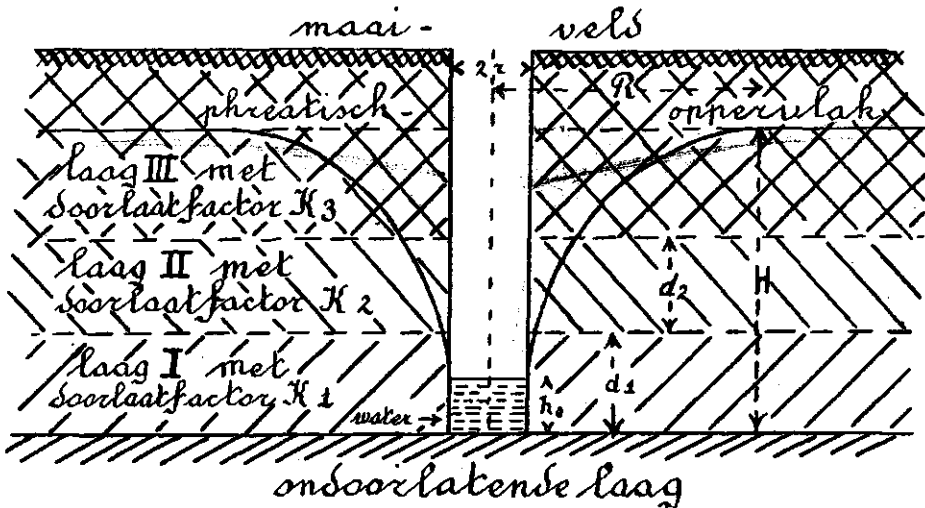 maai- veld
2r
R
phreatisch- oppervlak
laag III met
doorlaatfactor K3
laag II met
doorlaatfactor K2
d2
H
laag I met
doorlaatfactor K1
d1
h₀
water
ondoorlatende laag